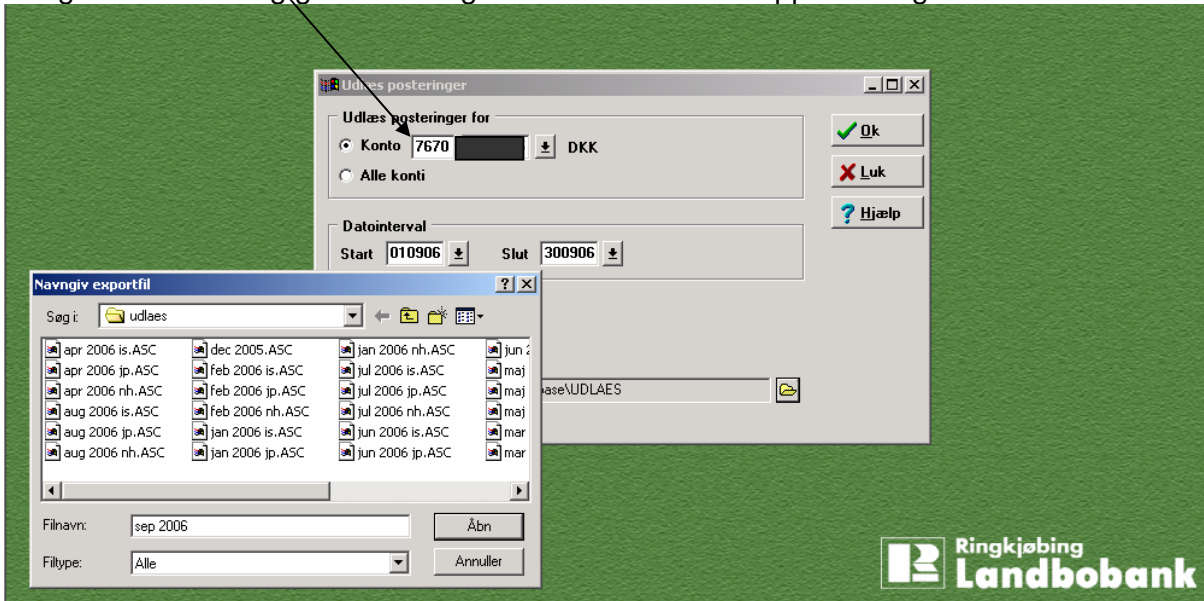 Udlæs posteringer
Udlæs posteringer for
Konto 7670 DKK
Alle konti
Ok
Luk
Hjælp
Datointerval
Start 010906 Slut 300906
Navngiv exportfil
Søg i: udlaes
apr 2006 is.ASC dec 2005.ASC jan 2006 nh.ASC jun
apr 2006 jp.ASC feb 2006 is.ASC jul 2006 is.ASC maj
apr 2006 nh.ASC feb 2006 jp.ASC jul 2006 jp.ASC maj
aug 2006 is.ASC feb 2006 nh.ASC jul 2006 nh.ASC maj
aug 2006 jp.ASC jan 2006 is.ASC jun 2006 is.ASC mar
aug 2006 nh.ASC jan 2006 jp.ASC jun 2006 jp.ASC mar
ase\UDLAES
Filnavn: sep 2006 Åbn
Filtype: Alle Annuller
Ringkjøbing
Landbobank